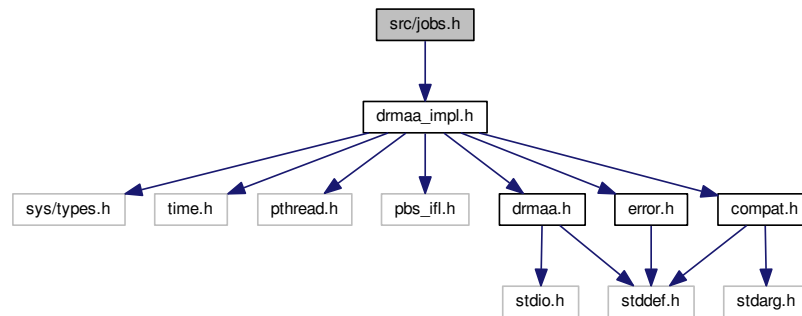 src/jobs.h
drmaa_impl.h
sys/types.h
time.h
pthread.h
pbs_ifl.h
drmaa.h
error.h
compat.h
stdio.h
stddef.h
stdarg.h